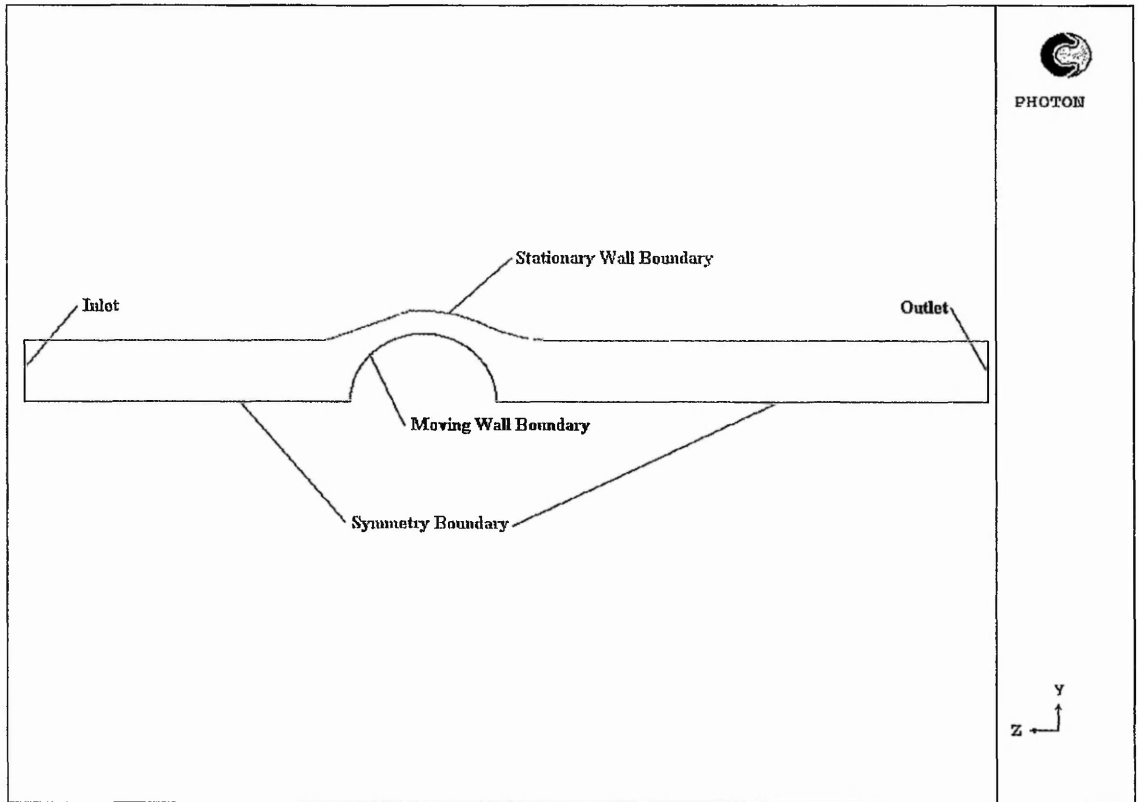 PHOTON
Stationary Wall Boundary
Inlet
Outlet
Moving Wall Boundary
Symmetry Boundary
Y
Z